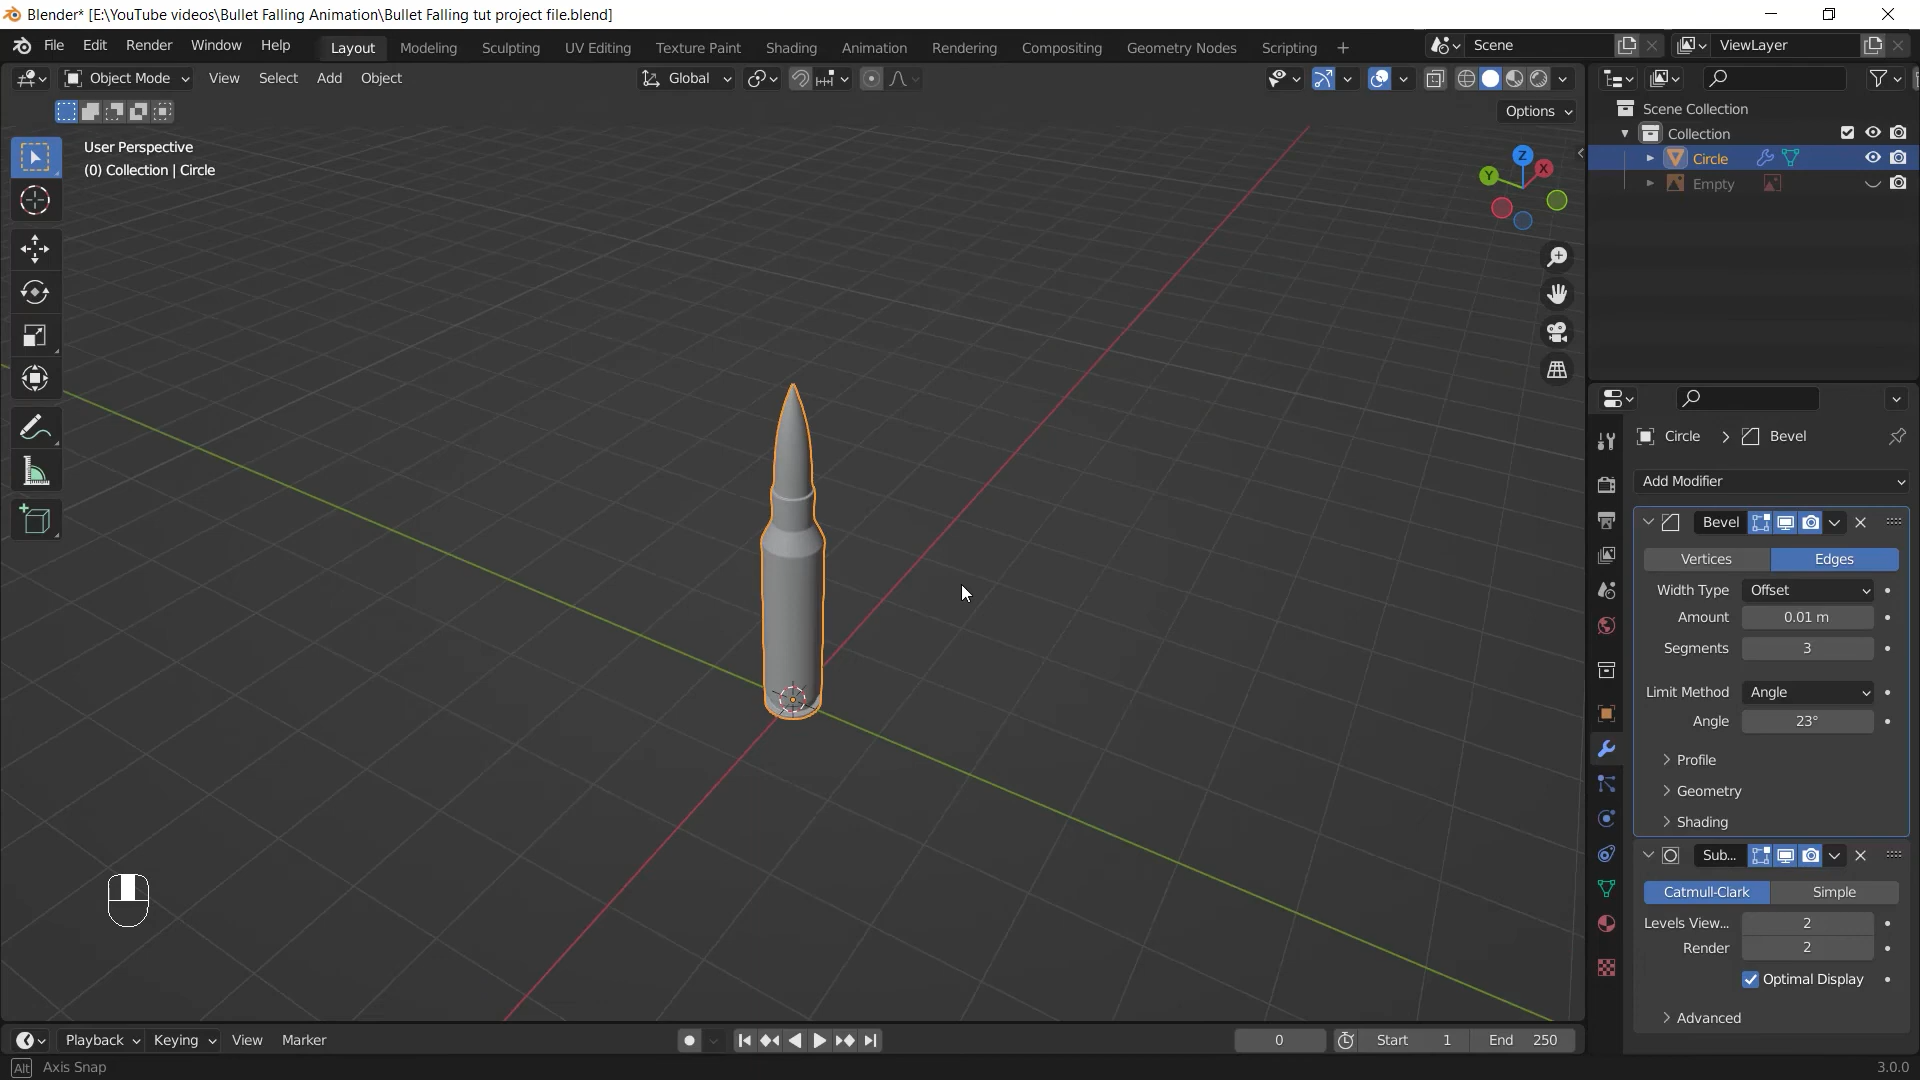 Blender* [E:\YouTube videos\Bullet Falling Animation\Bullet Falling tut project file.blend]
File Edit Render Window Help Layout Modeling Sculpting UV Editing Texture Paint Shading Animation Rendering Compositing Geometry Nodes Scripting + Scene ViewLayer
Object Mode View Select Add Object Global
Options
User Perspective
(0) Collection | Circle
Z
X
Y
Scene Collection
Collection
Circle
Empty
Circle > Bevel
Add Modifier
Bevel
Vertices Edges
Width Type Offset
Amount 0.01 m
Segments 3
Limit Method Angle
Angle 23°
Profile
Geometry
Shading
Sub...
Catmull-Clark Simple
Levels View... 2
Render 2
Optimal Display
Advanced
Playback Keying View Marker 0 Start 1 End 250
Alt Axis Snap 3.0.0